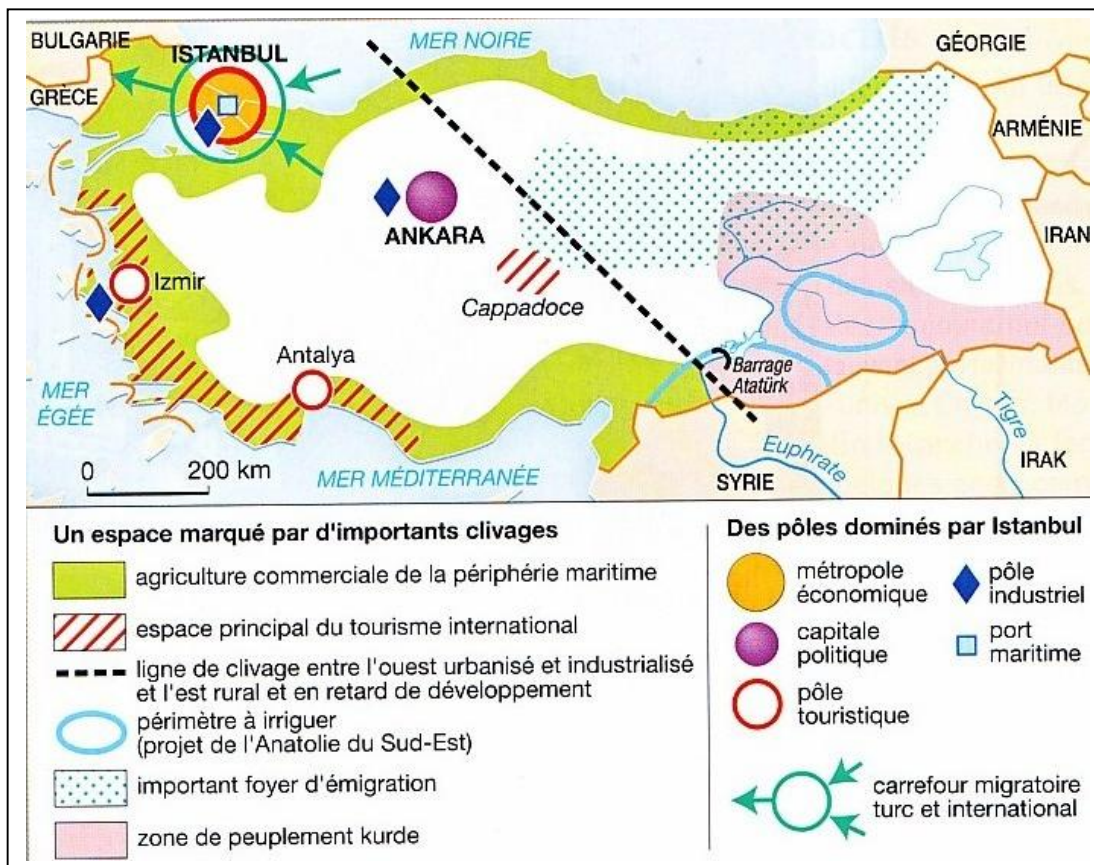 BULGARIE
ISTANBUL
MER NOIRE
GÉORGIE
GRÈCE
ARMÉNIE
ANKARA
IRAN
Izmir
Cappadoce
Antalya
Barrage
Atatürk
MER
ÉGÉE
Tigre
0 200 km
Euphrate
IRAK
MER MÉDITERRANÉE
SYRIE
Un espace marqué par d'importants clivages
agriculture commerciale de la périphérie maritime
espace principal du tourisme international
ligne de clivage entre l'ouest urbanisé et industrialisé
et l'est rural et en retard de développement
périmètre à irriguer
(projet de l'Anatolie du Sud-Est)
important foyer d'émigration
zone de peuplement kurde
Des pôles dominés par Istanbul
métropole
économique
pôle
industriel
capitale
politique
port
maritime
pôle
touristique
carrefour migratoire
turc et international